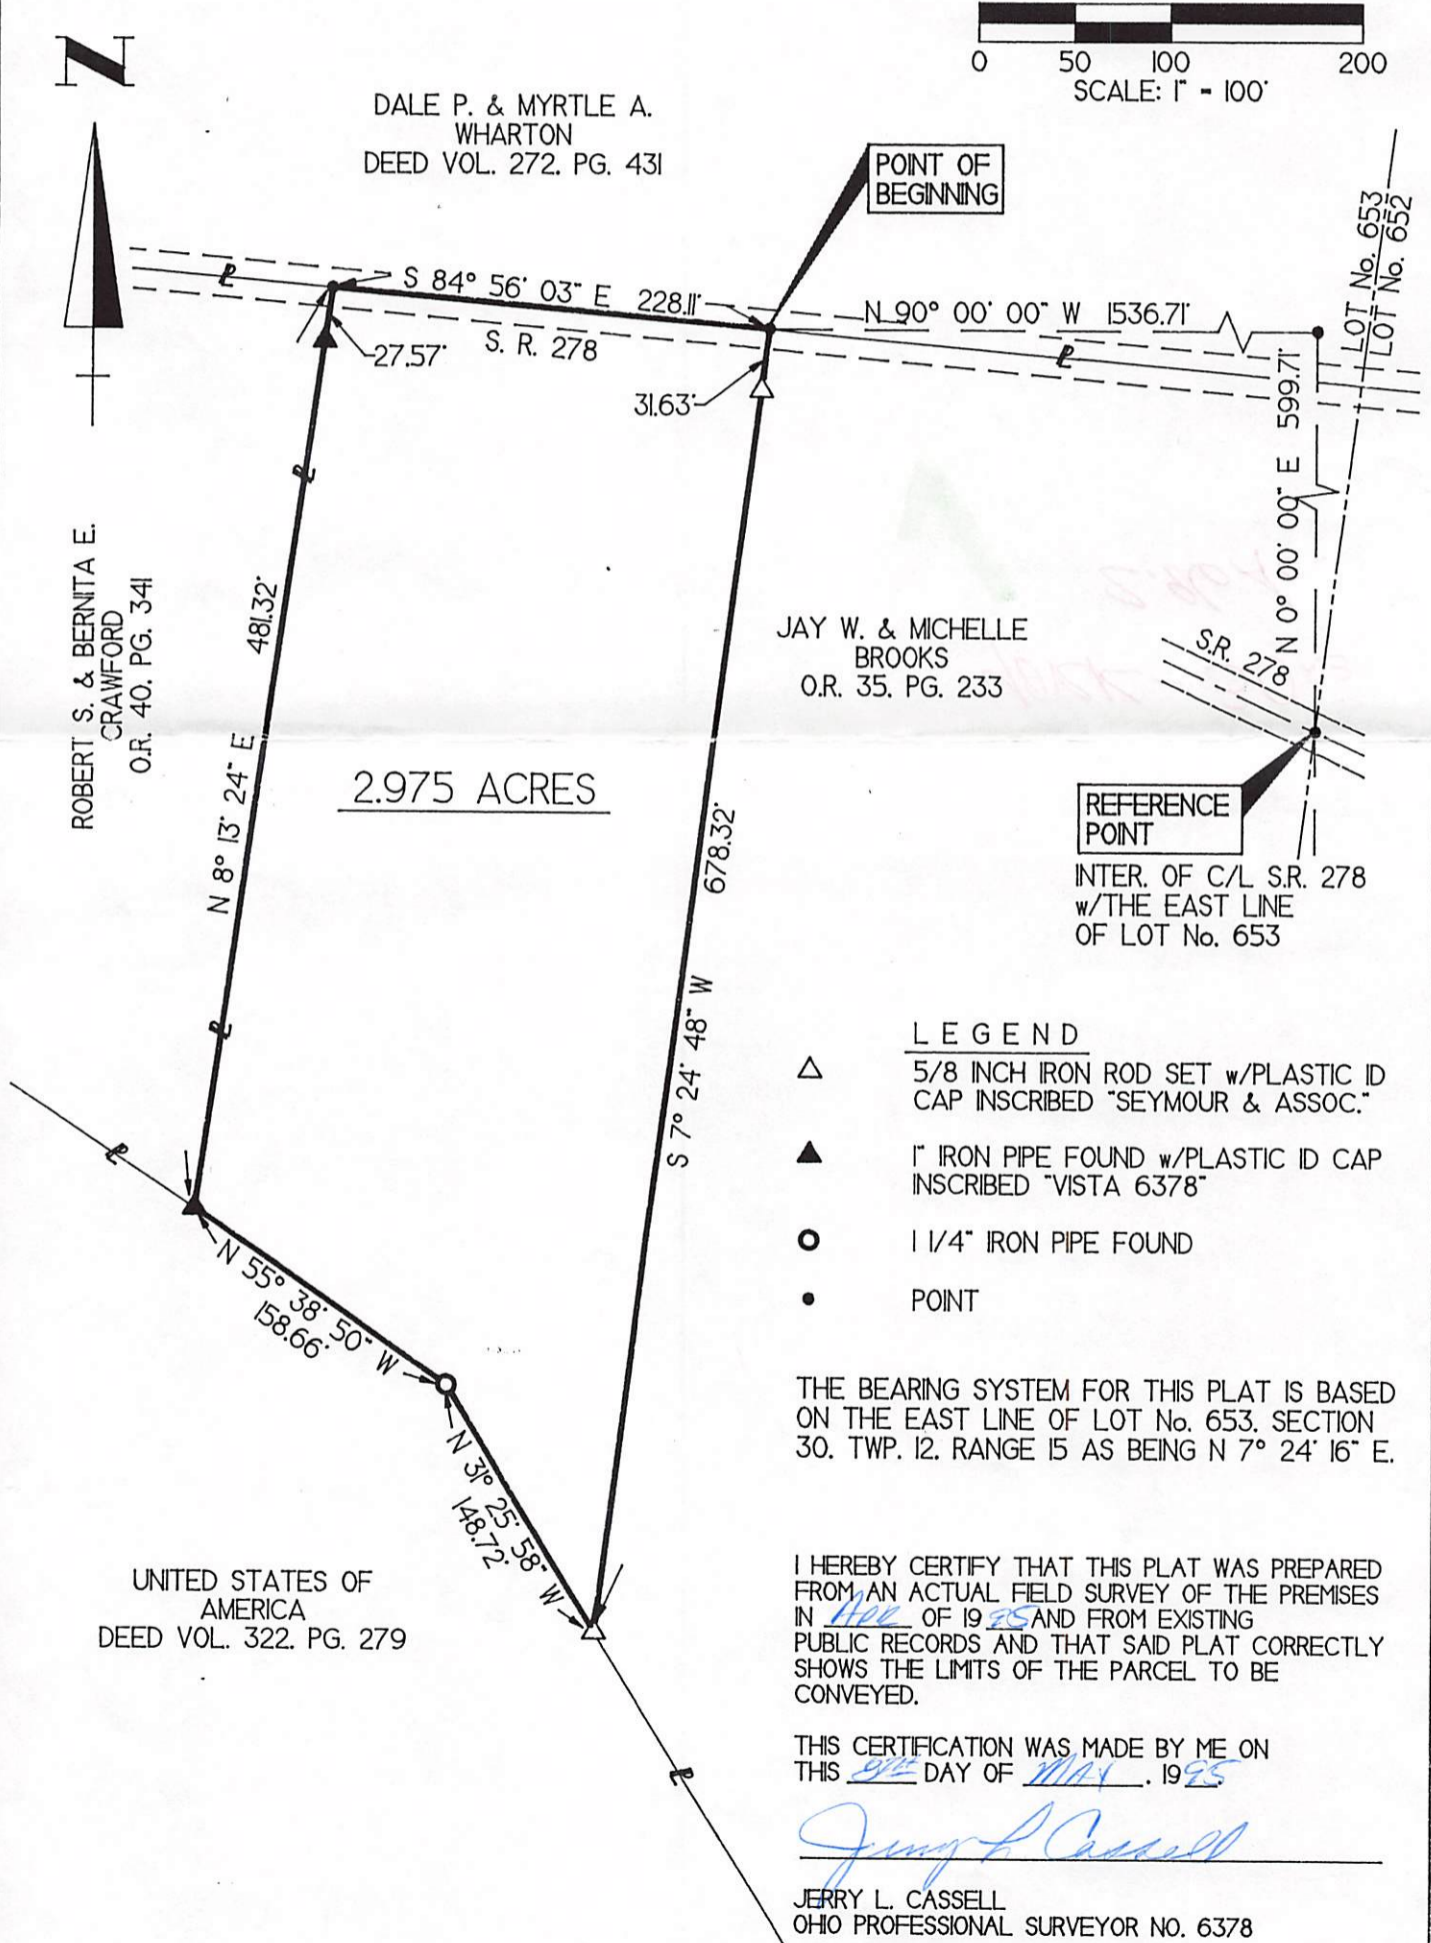 N
0 50 100 200
SCALE: 1" = 100'
DALE P. & MYRTLE A.
WHARTON
DEED VOL. 272. PG. 431
POINT OF
BEGINNING
LOT No. 653
LOT No. 652
S 84° 56' 03" E 228.11'
N 90° 00' 00" W 1536.71'
S. R. 278
27.57'
31.63'
N 0° 00' 00" E 599.71'
ROBERT S. & BERNITA E.
CRAWFORD
O.R. 40. PG. 341
N 8° 13' 24" E 481.32'
JAY W. & MICHELLE
BROOKS
O.R. 35. PG. 233
S.R. 278
2.975 ACRES
S 7° 24' 48" W 678.32'
REFERENCE
POINT
INTER. OF C/L S.R. 278
w/THE EAST LINE
OF LOT No. 653
LEGEND
5/8 INCH IRON ROD SET w/PLASTIC ID
CAP INSCRIBED "SEYMOUR & ASSOC."
1" IRON PIPE FOUND w/PLASTIC ID CAP
INSCRIBED "VISTA 6378"
1 1/4" IRON PIPE FOUND
POINT
N 55° 38' 50" W
158.66'
N 31° 25' 58" W
148.72'
THE BEARING SYSTEM FOR THIS PLAT IS BASED
ON THE EAST LINE OF LOT No. 653. SECTION
30. TWP. 12. RANGE 15 AS BEING N 7° 24' 16" E.
UNITED STATES OF
AMERICA
DEED VOL. 322. PG. 279
I HEREBY CERTIFY THAT THIS PLAT WAS PREPARED
FROM AN ACTUAL FIELD SURVEY OF THE PREMISES
IN APR OF 1995 AND FROM EXISTING
PUBLIC RECORDS AND THAT SAID PLAT CORRECTLY
SHOWS THE LIMITS OF THE PARCEL TO BE
CONVEYED.
THIS CERTIFICATION WAS MADE BY ME ON
THIS 8TH DAY OF MAY. 1995
Jerry L Cassell
JERRY L. CASSELL
OHIO PROFESSIONAL SURVEYOR NO. 6378